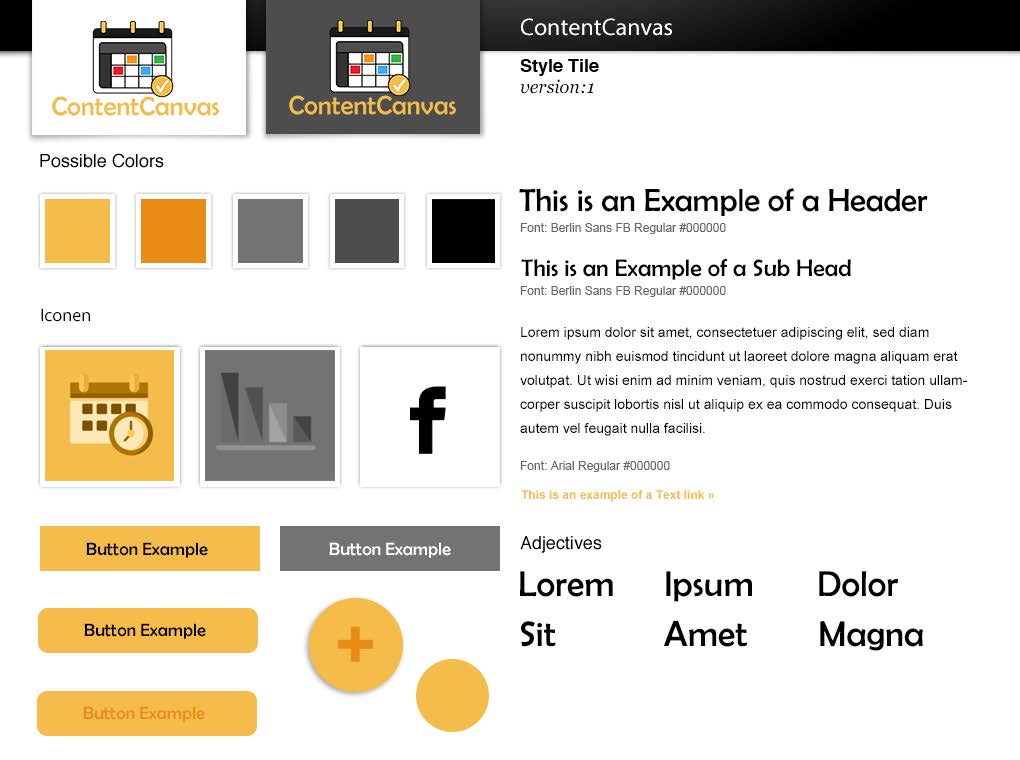 ContentCanvas
ContentCanvas
ContentCanvas
Style Tile
version:1
Possible Colors
Iconen
Button Example
Button Example
Button Example
Button Example
This is an Example of a Header
Font: Berlin Sans FB Regular #000000
This is an Example of a Sub Head
Font: Berlin Sans FB Regular #000000
Lorem ipsum dolor sit amet, consectetuer adipiscing elit, sed diam
nonummy nibh euismod tincidunt ut laoreet dolore magna aliquam erat
volutpat. Ut wisi enim ad minim veniam, quis nostrud exerci tation ullam-
corper suscipit lobortis nisl ut aliquip ex ea commodo consequat. Duis
autem vel feugait nulla facilisi.
Font: Arial Regular #000000
This is an example of a Text link »
Adjectives
Lorem Ipsum Dolor
Sit Amet Magna